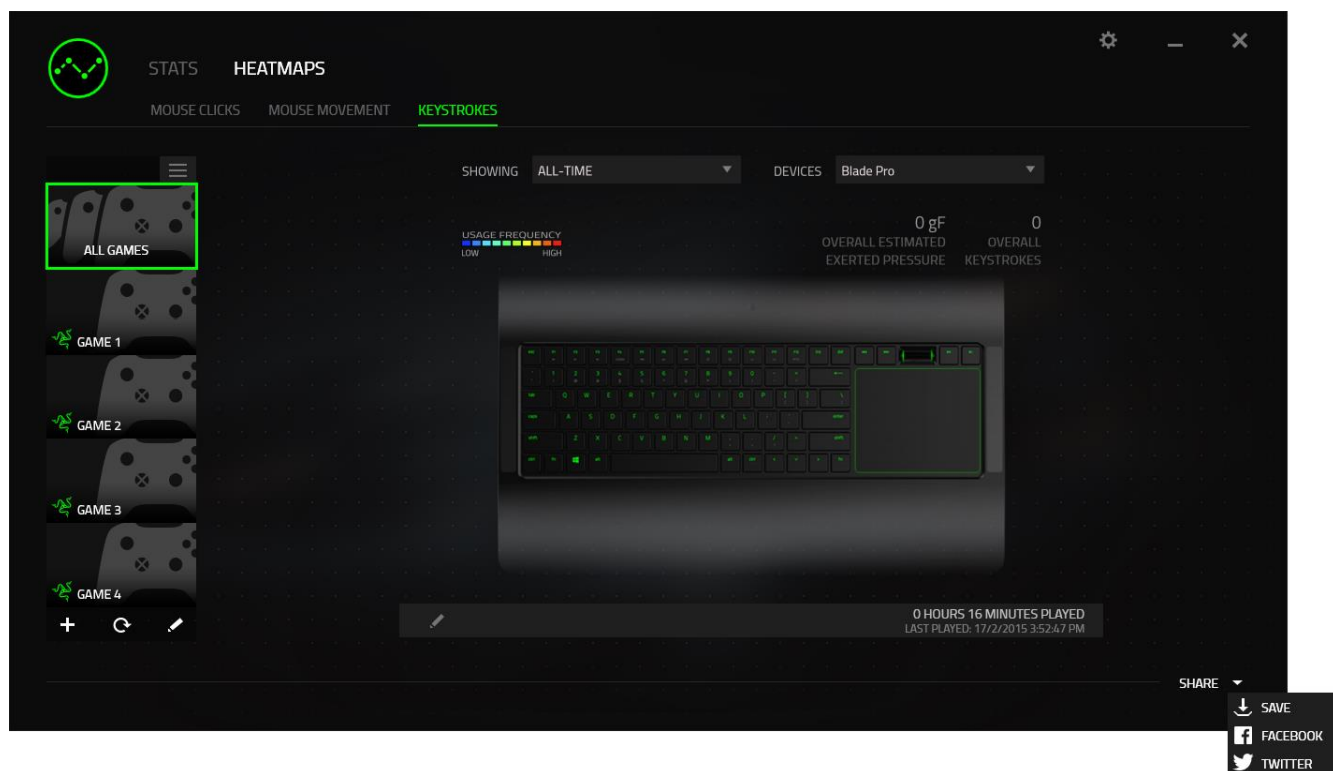 STATS HEATMAPS
MOUSE CLICKS MOUSE MOVEMENT KEYSTROKES
SHOWING ALL-TIME DEVICES Blade Pro
USAGE FREQUENCY
LOW HIGH
0 gF
OVERALL ESTIMATED
EXERTED PRESSURE
0
OVERALL
KEYSTROKES
ALL GAMES
GAME 1
GAME 2
GAME 3
GAME 4
0 HOURS 16 MINUTES PLAYED
LAST PLAYED: 17/2/2015 3:52:47 PM
SHARE
SAVE
FACEBOOK
TWITTER